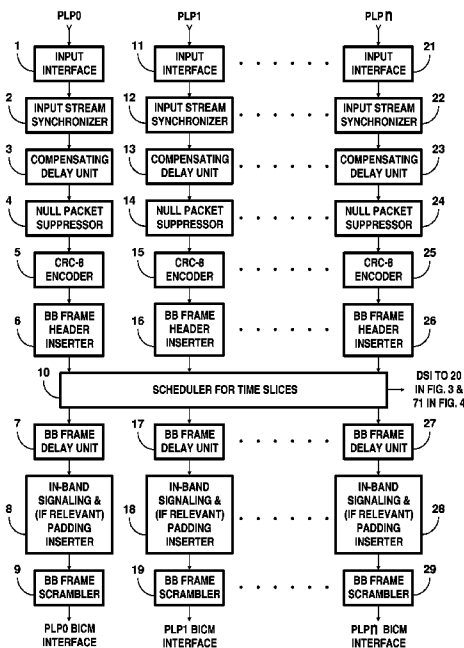 PLP0 PLP1 PLPn
1 INPUT INTERFACE 11 INPUT INTERFACE 21 INPUT INTERFACE
2 INPUT STREAM SYNCHRONIZER 12 INPUT STREAM SYNCHRONIZER 22 INPUT STREAM SYNCHRONIZER
3 COMPENSATING DELAY UNIT 13 COMPENSATING DELAY UNIT 23 COMPENSATING DELAY UNIT
4 NULL PACKET SUPPRESSOR 14 NULL PACKET SUPPRESSOR 24 NULL PACKET SUPPRESSOR
5 CRC-8 ENCODER 15 CRC-8 ENCODER 25 CRC-8 ENCODER
6 BB FRAME HEADER INSERTER 16 BB FRAME HEADER INSERTER 26 BB FRAME HEADER INSERTER
10 SCHEDULER FOR TIME SLICES DSI TO 20 IN FIG. 3 & 71 IN FIG. 4
7 BB FRAME DELAY UNIT 17 BB FRAME DELAY UNIT 27 BB FRAME DELAY UNIT
8 IN-BAND SIGNALING & (IF RELEVANT) PADDING INSERTER 18 IN-BAND SIGNALING & (IF RELEVANT) PADDING INSERTER 28 IN-BAND SIGNALING & (IF RELEVANT) PADDING INSERTER
9 BB FRAME SCRAMBLER 19 BB FRAME SCRAMBLER 29 BB FRAME SCRAMBLER
PLP0 BICM INTERFACE PLP1 BICM INTERFACE PLPn BICM INTERFACE